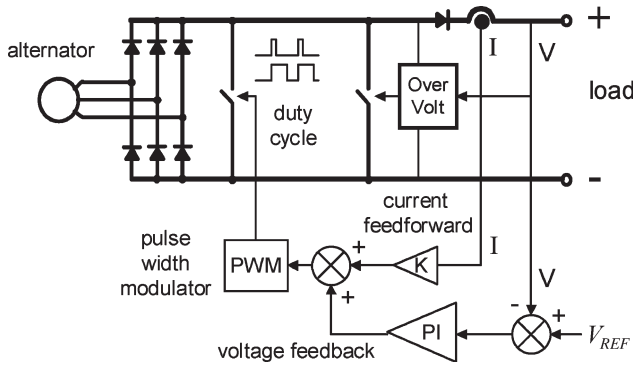 alternator
duty
cycle
Over
Volt
I
V
+
load
-
current
feedforward
I
V
pulse
width
modulator
PWM
+
+
K
PI
voltage feedback
-
+
V_REF